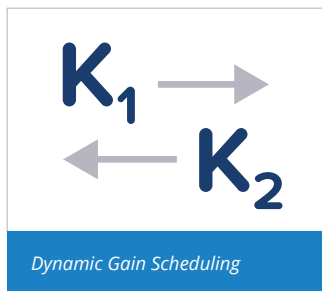 K₁
K₂
Dynamic Gain Scheduling